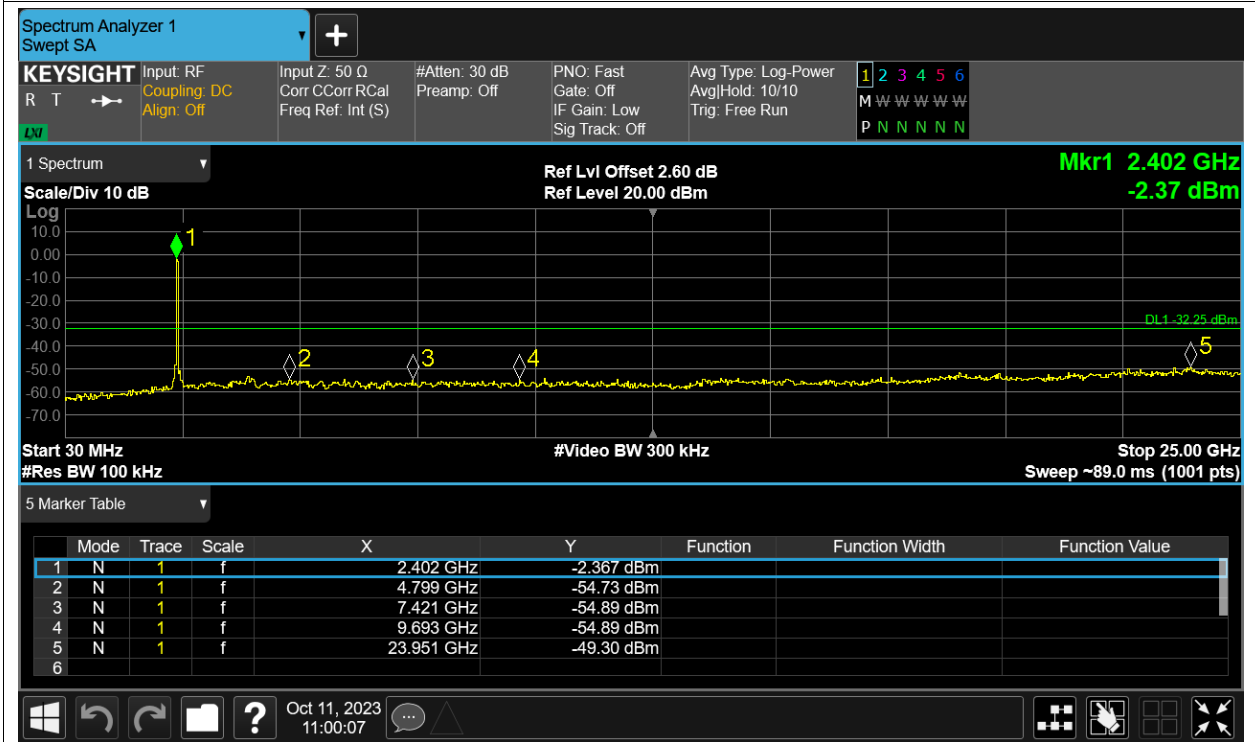 Spectrum Analyzer 1
Swept SA
+
KEYSIGHT Input: RF Input Z: 50 Ω #Atten: 30 dB PNO: Fast Avg Type: Log-Power 1 2 3 4 5 6
R T Coupling: DC Corr CCorr RCal Preamp: Off Gate: Off Avg|Hold: 10/10 M W W W W W
Align: Off Freq Ref: Int (S) IF Gain: Low Trig: Free Run
LXI Sig Track: Off P N N N N N
1 Spectrum Ref Lvl Offset 2.60 dB Mkr1 2.402 GHz
Scale/Div 10 dB Ref Level 20.00 dBm -2.37 dBm
Log
10.0 1
0.00
-10.0
-20.0
-30.0 DL1 -32.25 dBm
-40.0 2 3 4 5
-50.0
-60.0
-70.0
Start 30 MHz #Video BW 300 kHz Stop 25.00 GHz
#Res BW 100 kHz Sweep ~89.0 ms (1001 pts)
5 Marker Table
Mode Trace Scale X Y Function Function Width Function Value
1 N 1 f 2.402 GHz -2.367 dBm
2 N 1 f 4.799 GHz -54.73 dBm
3 N 1 f 7.421 GHz -54.89 dBm
4 N 1 f 9.693 GHz -54.89 dBm
5 N 1 f 23.951 GHz -49.30 dBm
6
? Oct 11, 2023
11:00:07